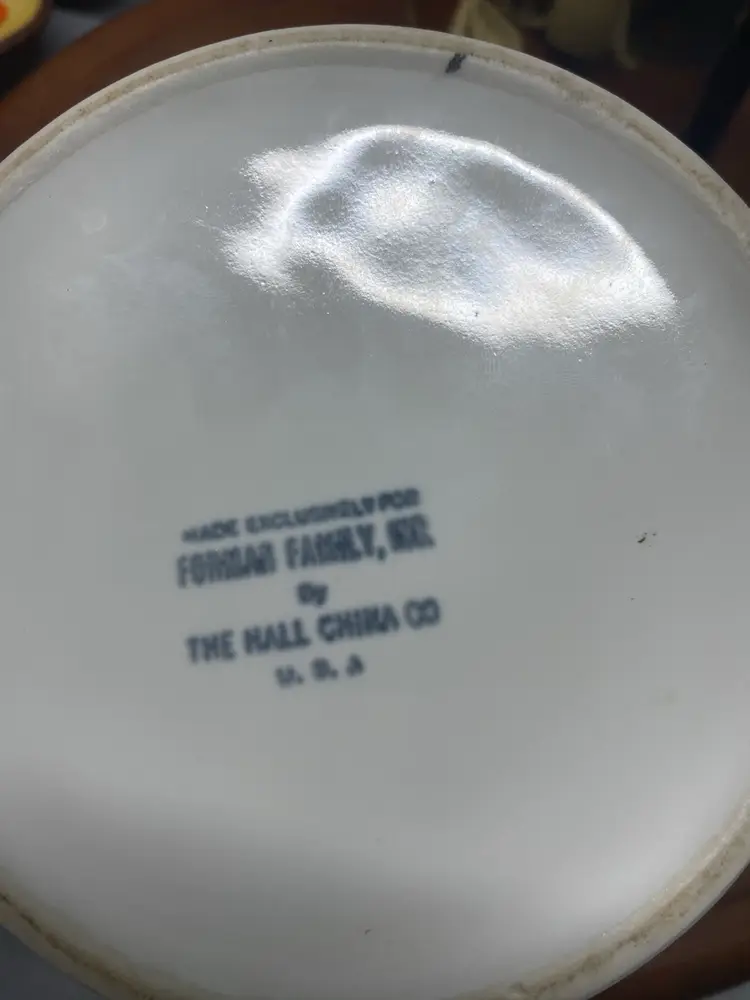 MADE EXCLUSIVELY FOR
FORMAN FAMILY, INC.
By
THE HALL CHINA CO
U. S. A